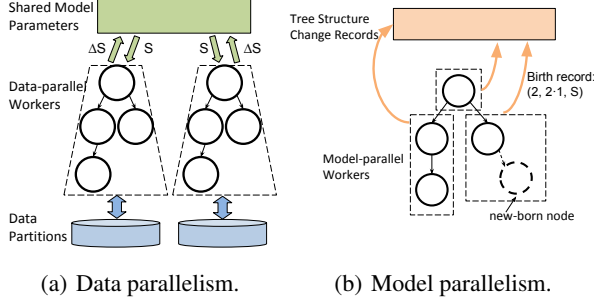 Shared Model
Parameters
ΔS
S
S
ΔS
Data-parallel
Workers
Data
Partitions
(a) Data parallelism.
Tree Structure
Change Records
Birth record:
(2, 2·1, S)
Model-parallel
Workers
new-born node
(b) Model parallelism.